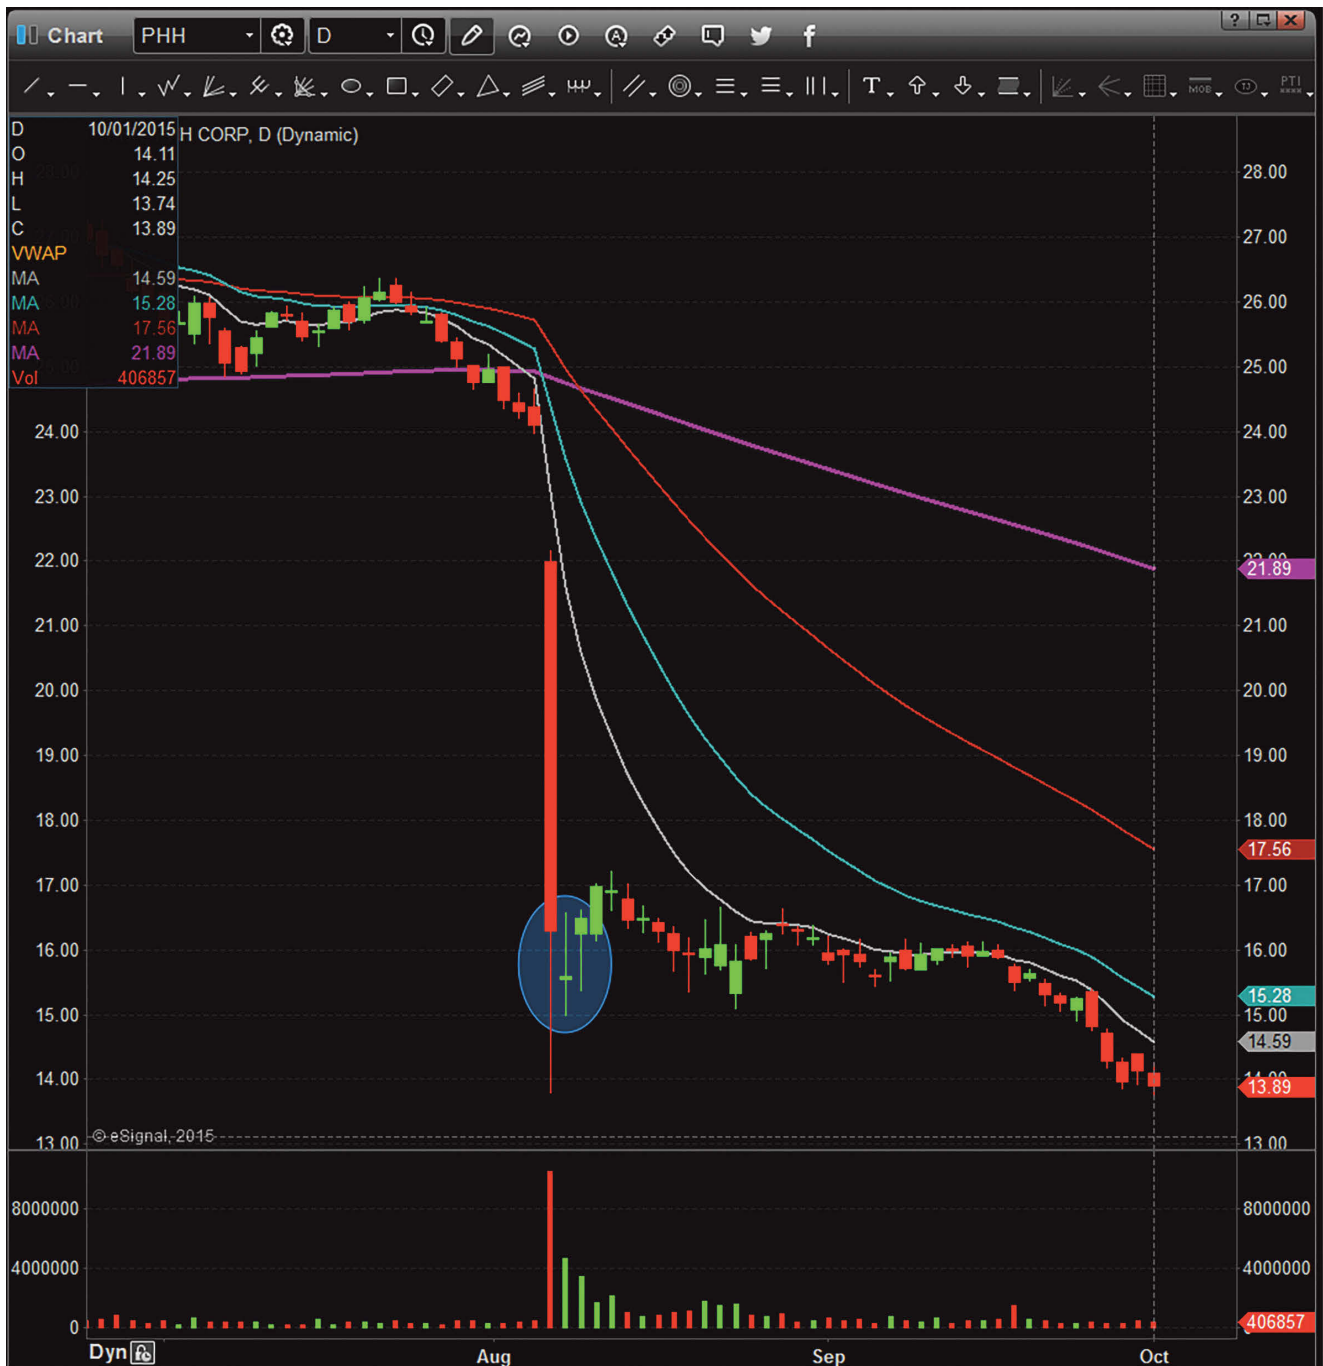 Chart PHH D
TJ MOB PTI
D 10/01/2015 H CORP, D (Dynamic)
O 14.11
H 14.25
L 13.74
C 13.89
VWAP
MA 14.59
MA 15.28
MA 17.56
MA 21.89
Vol 406857
28.00
27.00
26.00
25.00
24.00 24.00
23.00 23.00
22.00 22.00
21.89
21.00 21.00
20.00 20.00
19.00 19.00
18.00 18.00
17.56
17.00 17.00
16.00 16.00
15.28
15.00 15.00
14.59
14.00 14.00
13.89
© eSignal, 2015
13.00 13.00
8000000 8000000
4000000 4000000
0 406857
Dyn Aug Sep Oct